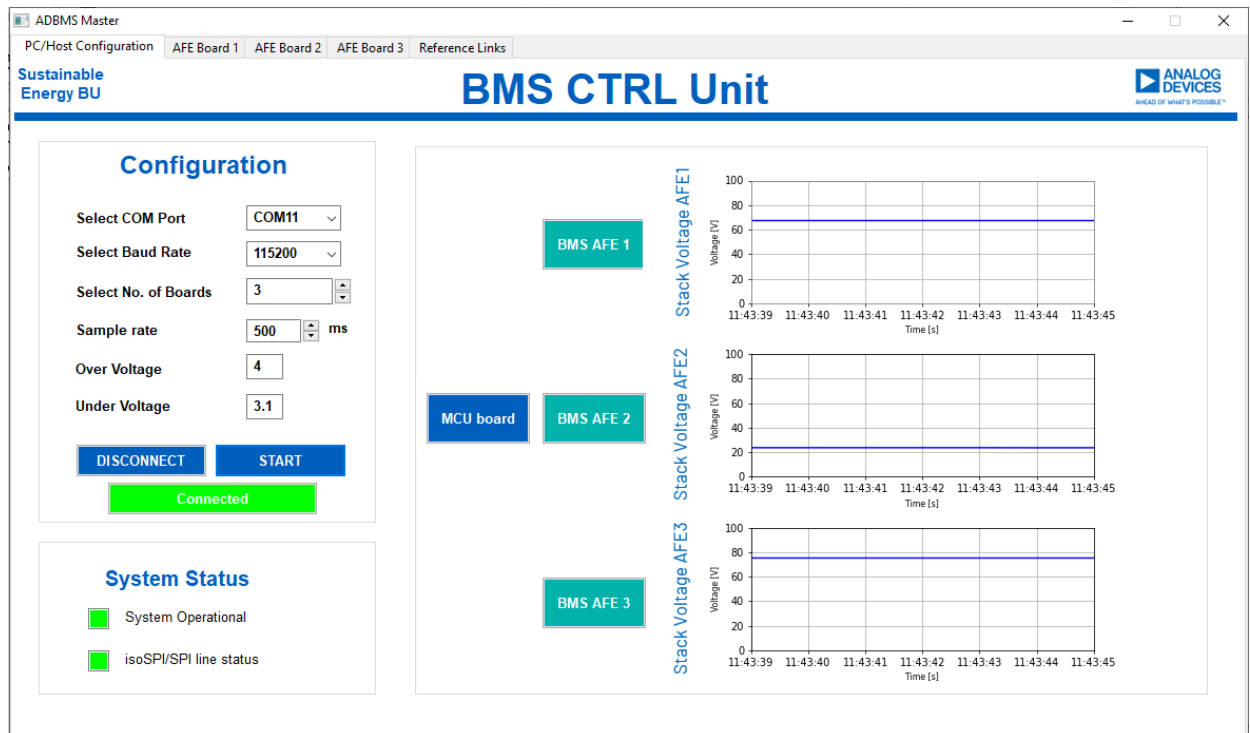 ADBMS Master
PC/Host Configuration AFE Board 1 AFE Board 2 AFE Board 3 Reference Links
Sustainable
Energy BU
BMS CTRL Unit
ANALOG
DEVICES
AHEAD OF WHAT'S POSSIBLE™
Configuration
Select COM Port COM11
Select Baud Rate 115200
Select No. of Boards 3
Sample rate 500 ms
Over Voltage 4
Under Voltage 3.1
DISCONNECT START
Connected
System Status
System Operational
isoSPI/SPI line status
MCU board
BMS AFE 1
Stack Voltage AFE1
Voltage [V]
100
80
60
40
20
0
11:43:39 11:43:40 11:43:41 11:43:42 11:43:43 11:43:44 11:43:45
Time [s]
BMS AFE 2
Stack Voltage AFE2
Voltage [V]
100
80
60
40
20
0
11:43:39 11:43:40 11:43:41 11:43:42 11:43:43 11:43:44 11:43:45
Time [s]
BMS AFE 3
Stack Voltage AFE3
Voltage [V]
100
80
60
40
20
0
11:43:39 11:43:40 11:43:41 11:43:42 11:43:43 11:43:44 11:43:45
Time [s]